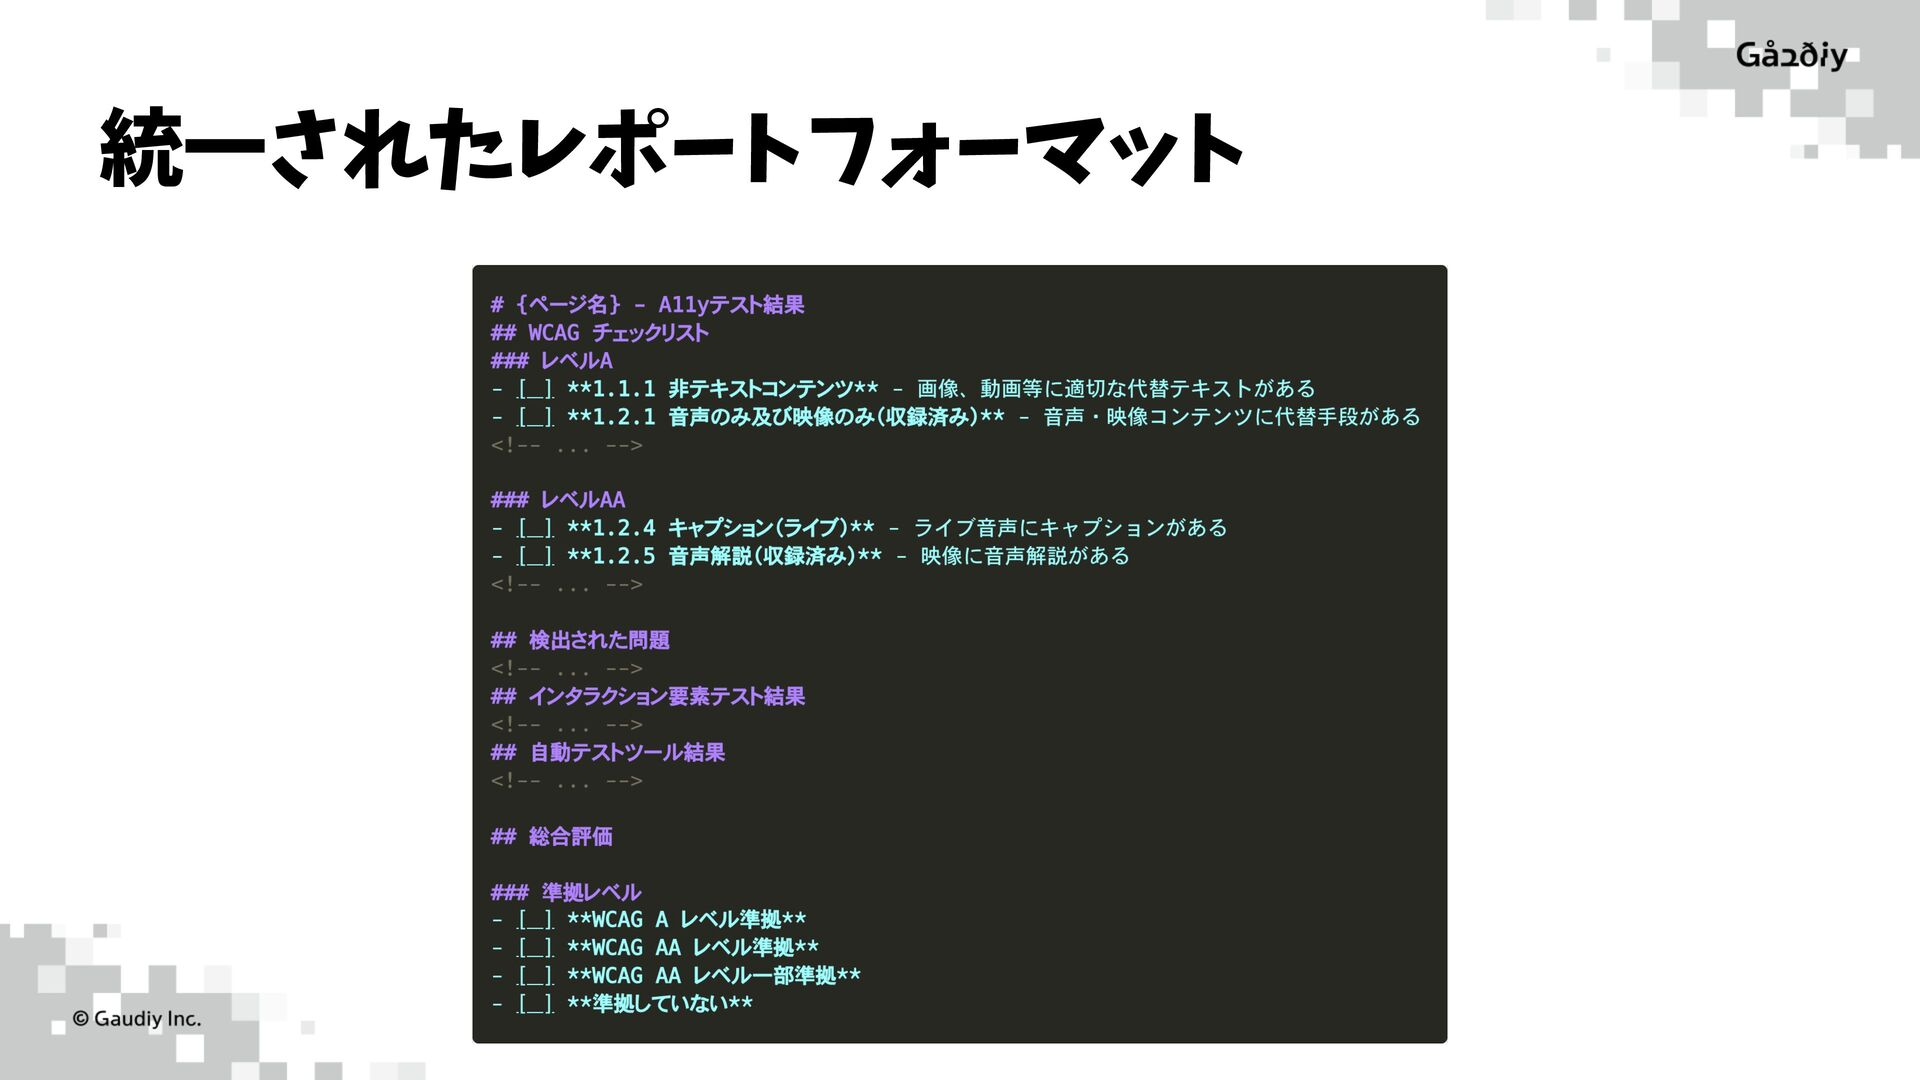 Gå2ðiy
統一されたレポートフォーマット
# {ページ名} - A11yテスト結果
## WCAG チェックリスト
### レベルA
- [_] **1.1.1 非テキストコンテンツ** - 画像、動画等に適切な代替テキストがある
- [_] **1.2.1 音声のみ及び映像のみ(収録済み)** - 音声・映像コンテンツに代替手段がある
<!-- ... -->
### レベルAA
- [_] **1.2.4 キャプション(ライブ)** - ライブ音声にキャプションがある
- [_] **1.2.5 音声解説(収録済み)** - 映像に音声解説がある
<!-- ... -->
## 検出された問題
<!-- ... -->
## インタラクション要素テスト結果
<!-- ... -->
## 自動テストツール結果
<!-- ... -->
## 総合評価
### 準拠レベル
- [_] **WCAG A レベル準拠**
- [_] **WCAG AA レベル準拠**
- [_] **WCAG AA レベル一部準拠**
- [_] **準拠していない**
© Gaudiy Inc.